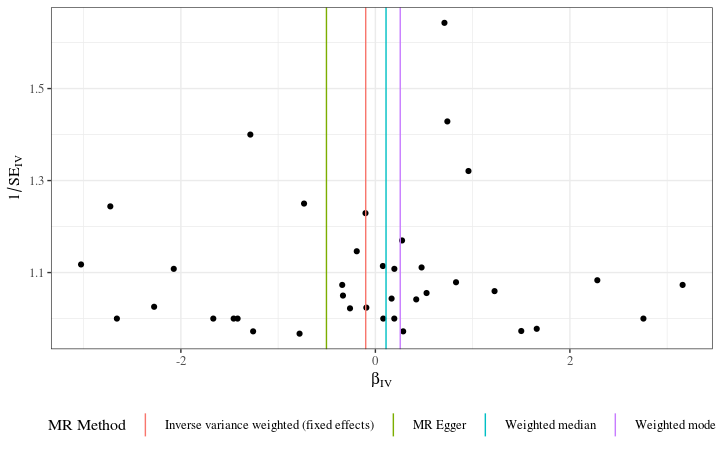 1/SE_IV
1.5
1.3
1.1
-2
0
2
β_IV
MR Method
Inverse variance weighted (fixed effects)
MR Egger
Weighted median
Weighted mode